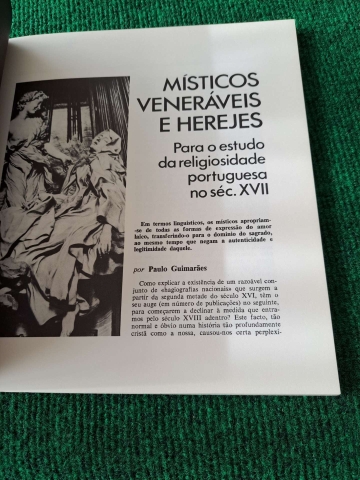 MÍSTICOS
VENERÁVEIS
E HEREJES
Para o estudo
da religiosidade
portuguesa
no séc. XVII
Em termos linguísticos, os místicos apropriam-
-se de todas as formas de expressão do amor
laico, transferindo-o para o domínio do sagrado,
ao mesmo tempo que negam a autenticidade e
legitimidade daquele.
por Paulo Guimarães
Como explicar a existência de um razoável con-
junto de «hagiografias nacionais» que surgem a
partir da segunda metade do século XVI, têm o
seu auge (em número de publicações) no seguinte,
para começarem a declinar à medida que entra-
mos pelo século XVIII adentro? Este facto, tão
normal e óbvio numa história tão profundamente
cristã como a nossa, causou-nos certa perplexi-